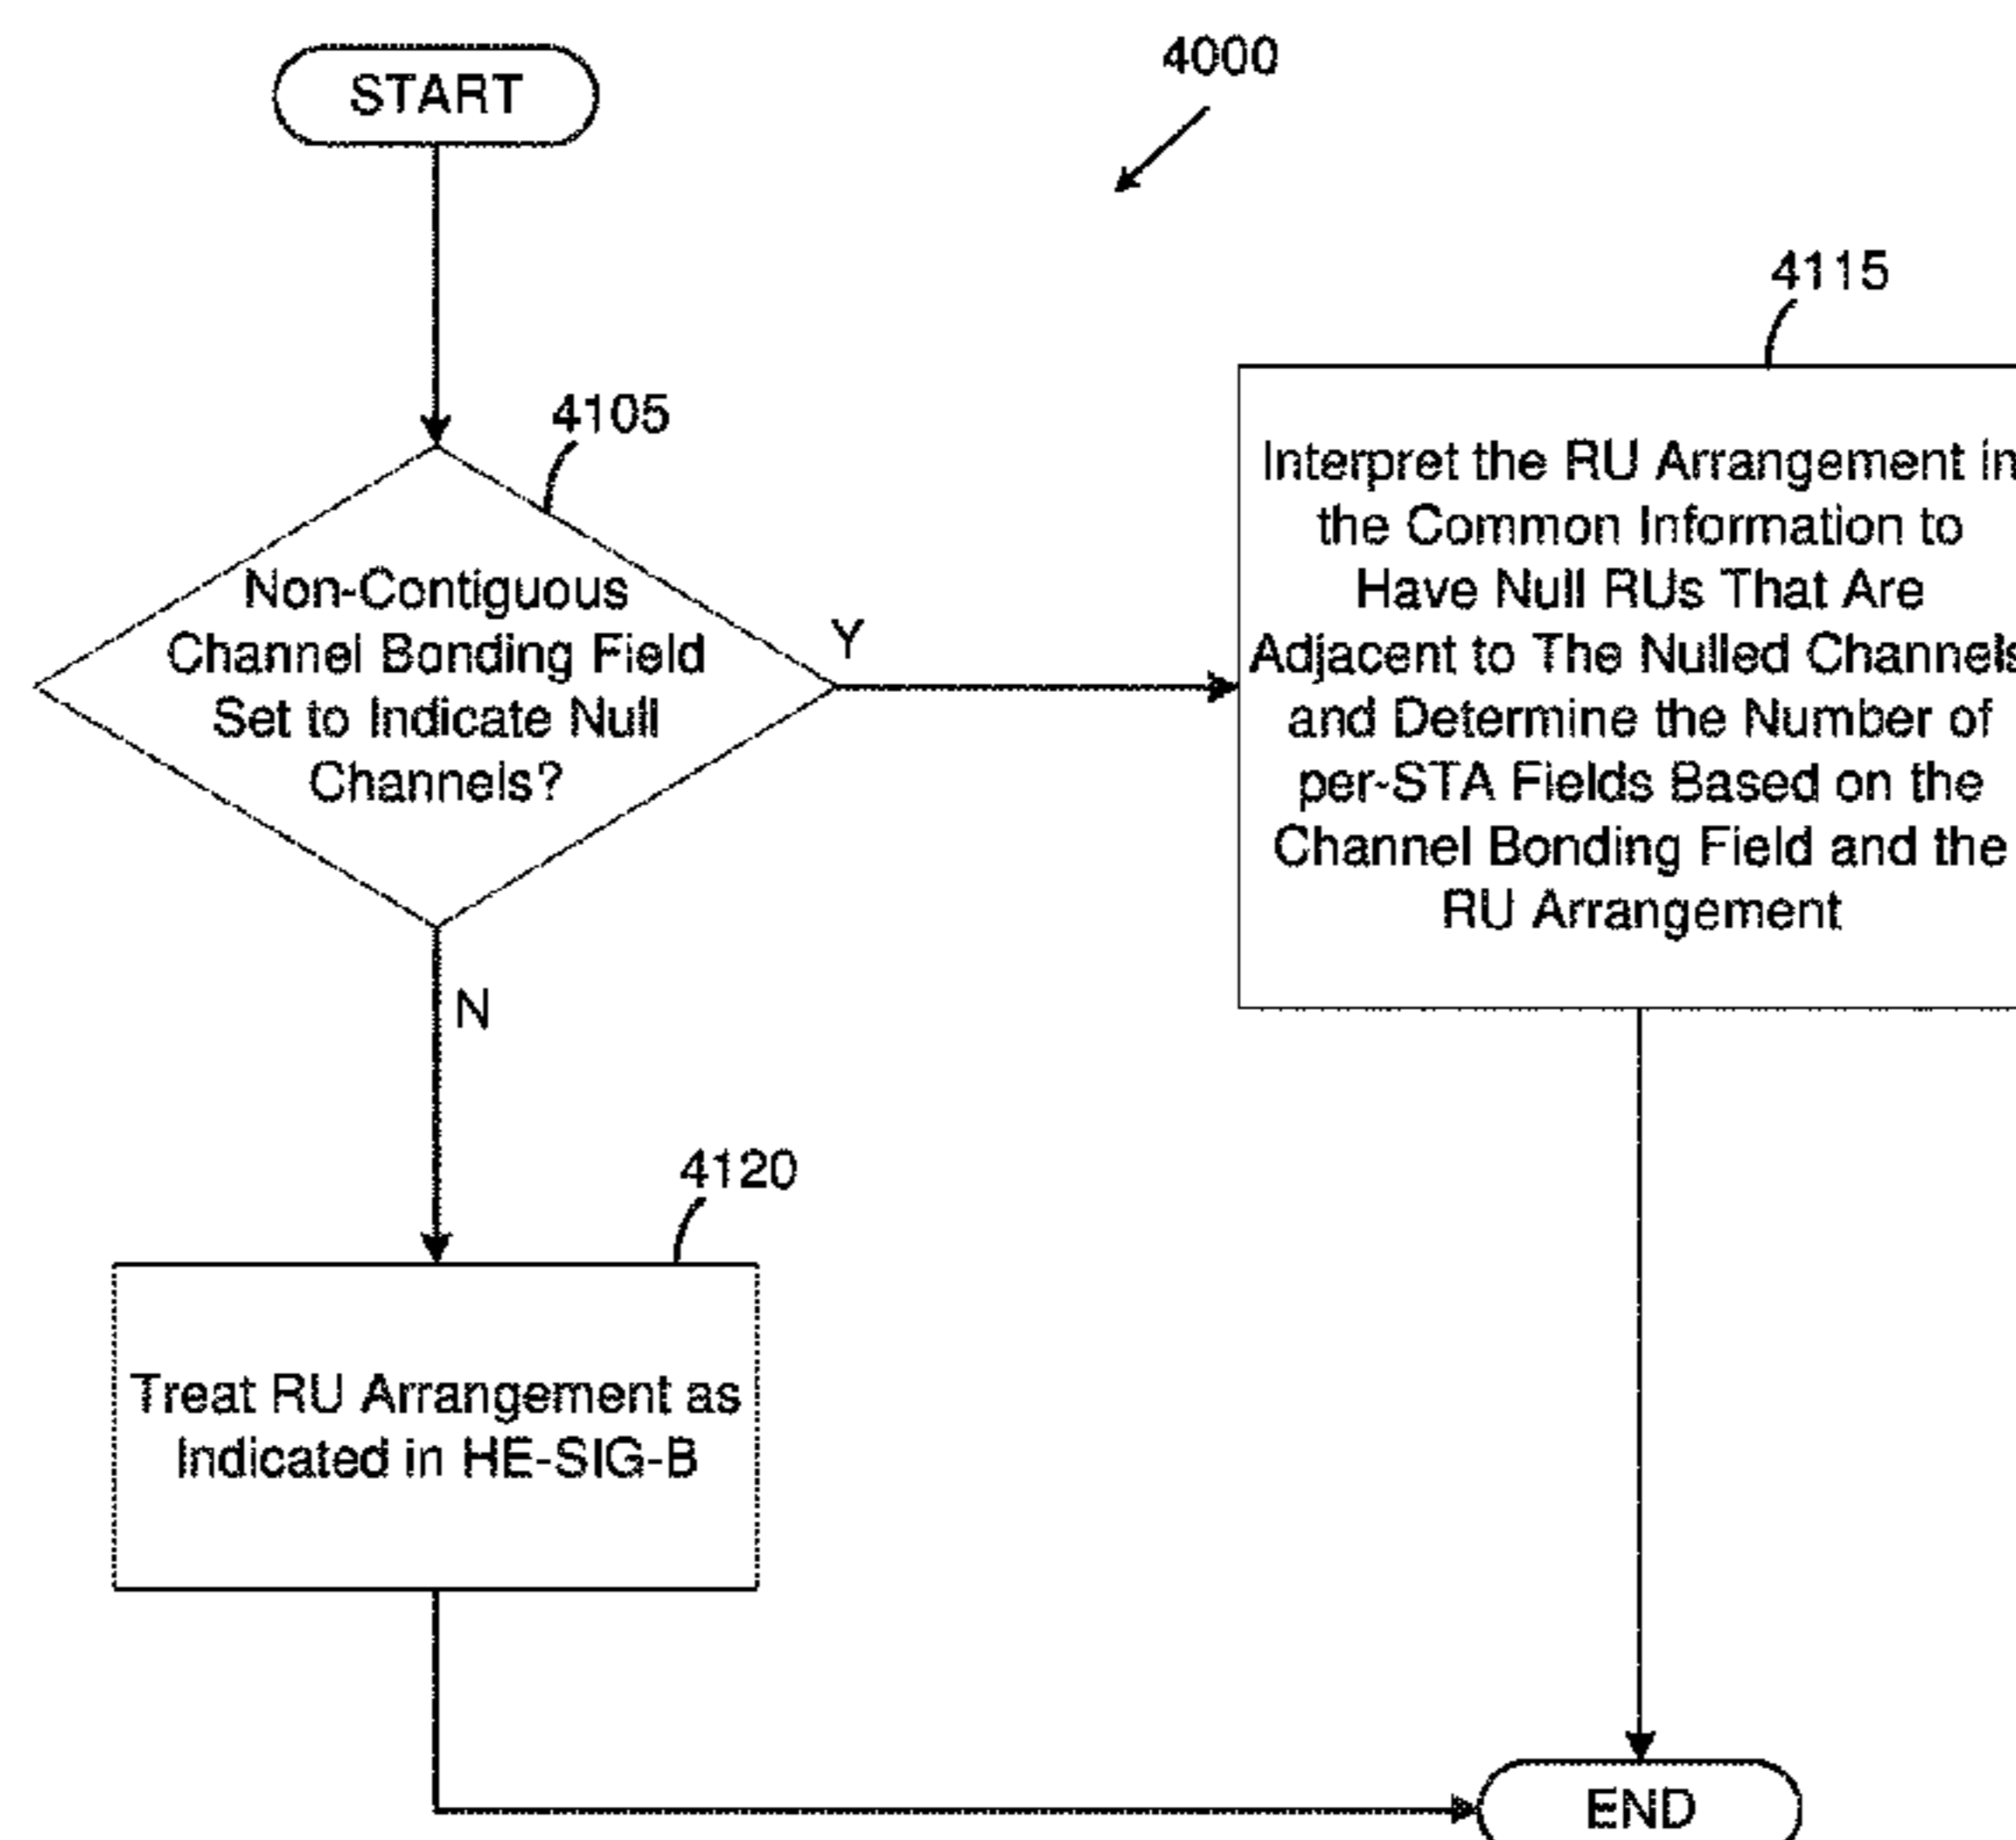 START
4000
4115
4105
Non-Contiguous
Channel Bonding Field
Set to Indicate Null
Channels?
Y
Interpret the RU Arrangement in
the Common Information to
Have Null RUs That Are
Adjacent to The Nulled Channels
and Determine the Number of
per-STA Fields Based on the
Channel Bonding Field and the
RU Arrangement
N
4120
Treat RU Arrangement as
Indicated in HE-SIG-B
END